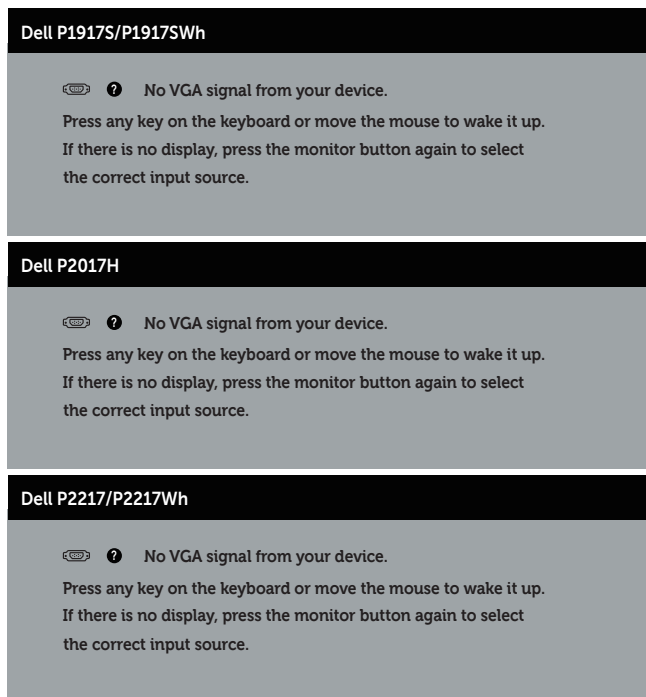 Dell P1917S/P1917SWh
? No VGA signal from your device.
Press any key on the keyboard or move the mouse to wake it up.
If there is no display, press the monitor button again to select
the correct input source.
Dell P2017H
? No VGA signal from your device.
Press any key on the keyboard or move the mouse to wake it up.
If there is no display, press the monitor button again to select
the correct input source.
Dell P2217/P2217Wh
? No VGA signal from your device.
Press any key on the keyboard or move the mouse to wake it up.
If there is no display, press the monitor button again to select
the correct input source.